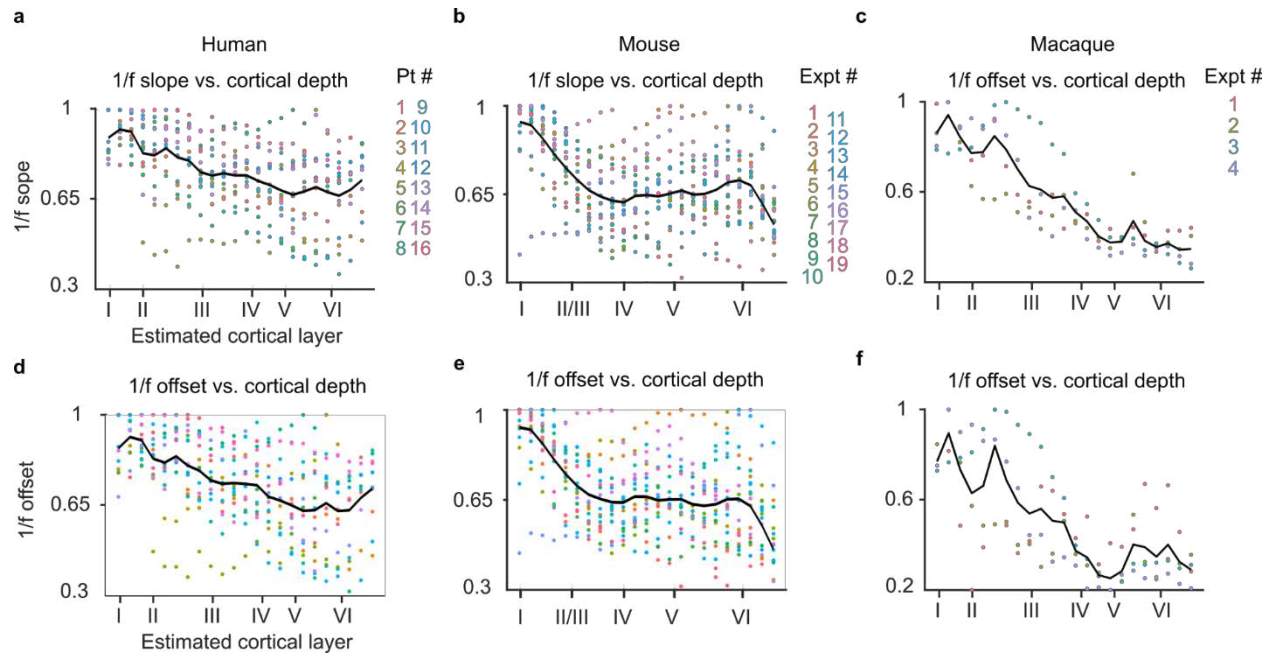 a
Human
1/f slope vs. cortical depth
Pt #
1 9
2 10
3 11
4 12
5 13
6 14
7 15
8 16
1
0.65
0.3
1/f sope
I II III IV V VI
Estimated cortical layer
b
Mouse
1/f slope vs. cortical depth
Expt #
1 11
2 12
3 13
4 14
5 15
6 16
7 17
8 18
9 19
10
1
0.65
0.3
I II/III IV V VI
c
Macaque
1/f offset vs. cortical depth
Expt #
1
2
3
4
1
0.6
0.2
I II III IV V VI
d
1/f offset vs. cortical depth
1
0.65
0.3
1/f offset
I II III IV V VI
Estimated cortical layer
e
1/f offset vs. cortical depth
1
0.65
0.3
I II/III IV V VI
f
1/f offset vs. cortical depth
1
0.6
0.2
I II III IV V VI